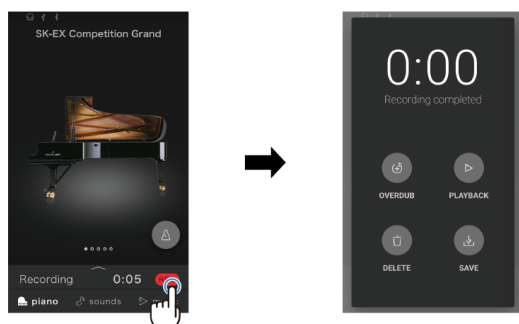 SK-EX Competition Grand
Recording 0:05
piano sounds
0:00
Recording completed
OVERDUB PLAYBACK
DELETE SAVE